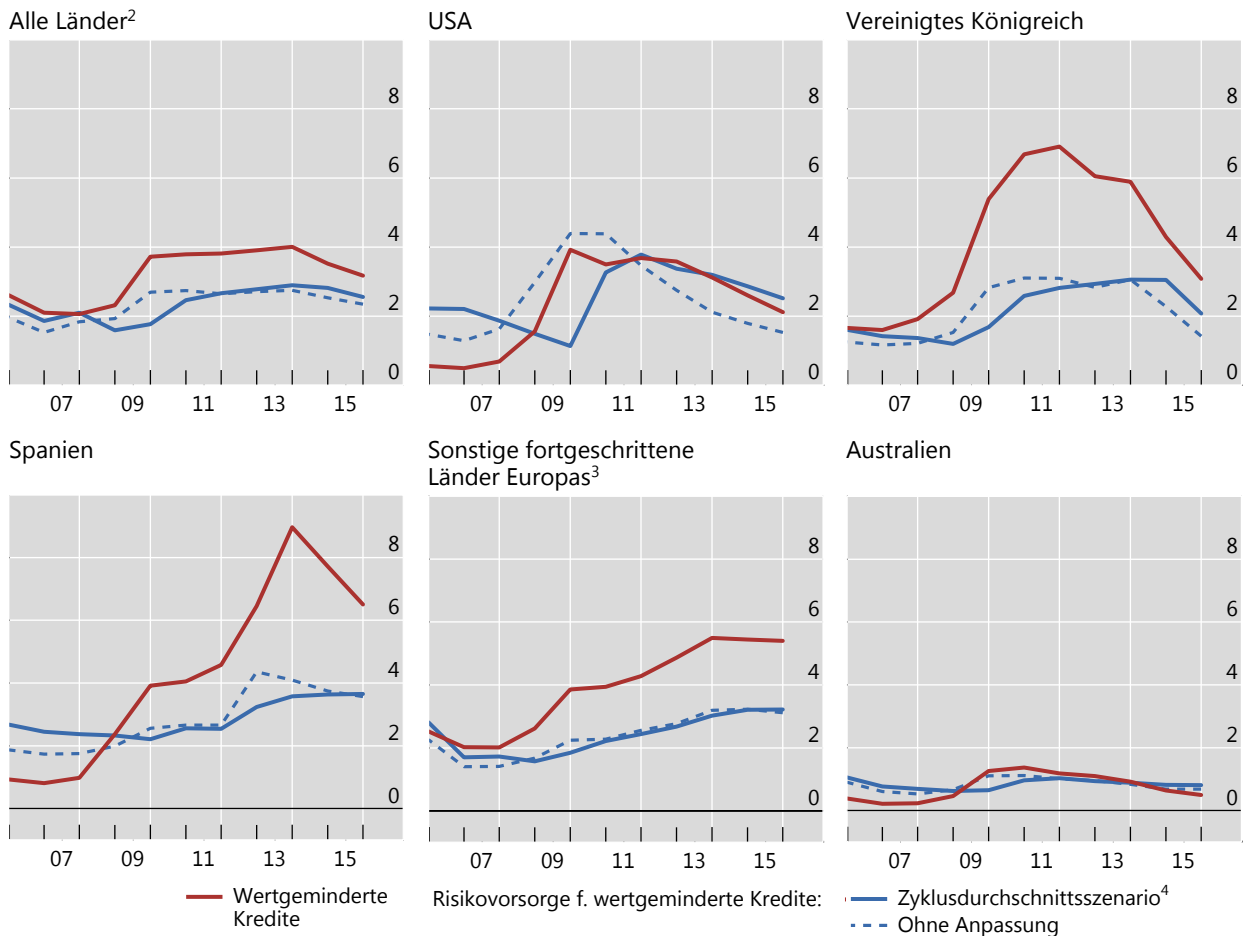 Alle Länder²
USA
Vereinigtes Königreich
8
8
8
6
6
6
4
4
4
2
2
2
0
0
0
07 09 11 13 15
07 09 11 13 15
07 09 11 13 15
Spanien
Sonstige fortgeschrittene
Länder Europas³
Australien
8
8
8
6
6
6
4
4
4
2
2
2
0
0
0
07 09 11 13 15
07 09 11 13 15
07 09 11 13 15
Wertgeminderte
Kredite
Risikovorsorge f. wertgeminderte Kredite:
Zyklusdurchschnittsszenario⁴
Ohne Anpassung